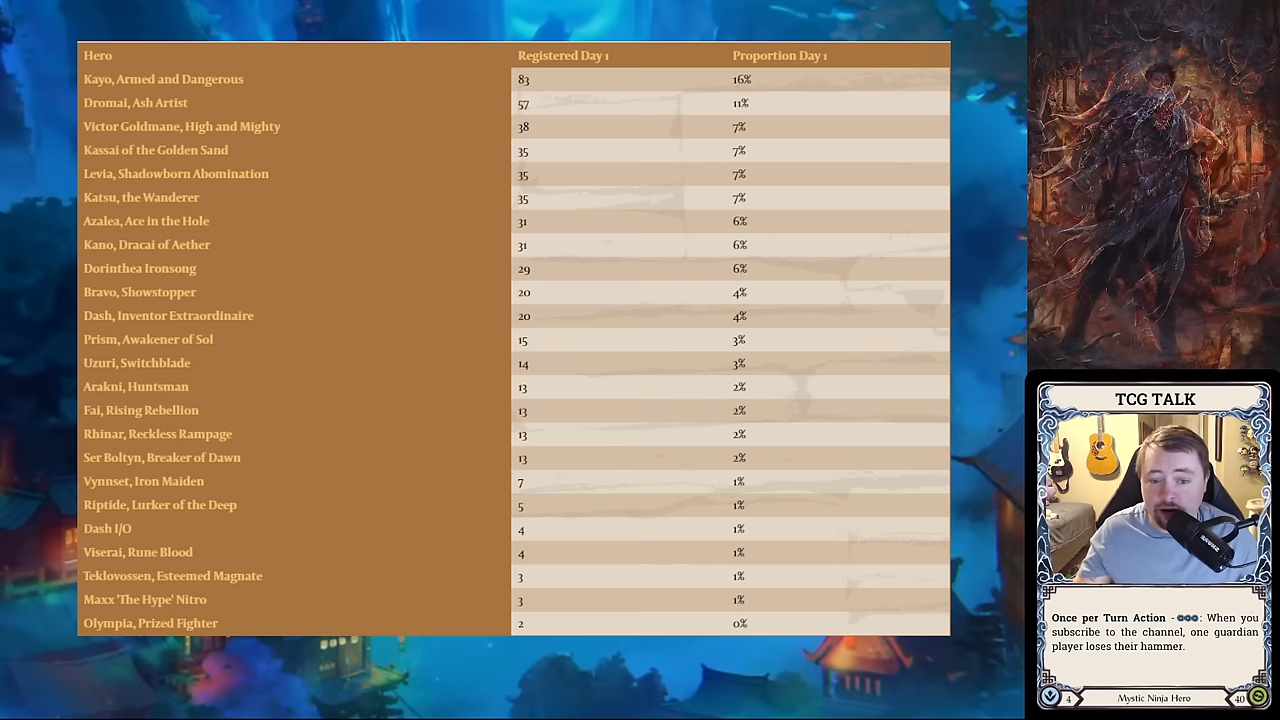 Hero Registered Day 1 Proportion Day 1
Kayo, Armed and Dangerous 83 16%
Dromai, Ash Artist 57 11%
Victor Goldmane, High and Mighty 38 7%
Kassai of the Golden Sand 35 7%
Levia, Shadowborn Abomination 35 7%
Katsu, the Wanderer 35 7%
Azalea, Ace in the Hole 31 6%
Kano, Dracai of Aether 31 6%
Dorinthea Ironsong 29 6%
Bravo, Showstopper 20 4%
Dash, Inventor Extraordinaire 20 4%
Prism, Awakener of Sol 15 3%
Uzuri, Switchblade 14 3%
Arakni, Huntsman 13 2%
Fai, Rising Rebellion 13 2%
Rhinar, Reckless Rampage 13 2%
Ser Boltyn, Breaker of Dawn 13 2%
Vynnset, Iron Maiden 7 1%
Riptide, Lurker of the Deep 5 1%
Dash I/O 4 1%
Viserai, Rune Blood 4 1%
Teklovossen, Esteemed Magnate 3 1%
Maxx 'The Hype' Nitro 3 1%
Olympia, Prized Fighter 2 0%
TCG TALK
Once per Turn Action - : When you
subscribe to the channel, one guardian
player loses their hammer.
4 Mystic Ninja Hero 40